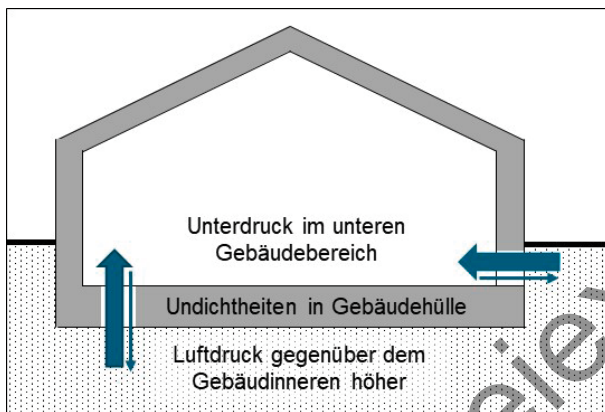 Unterdruck im unteren
Gebäudebereich
Undichtheiten in Gebäudehülle
Luftdruck gegenüber dem
Gebäudinneren höher